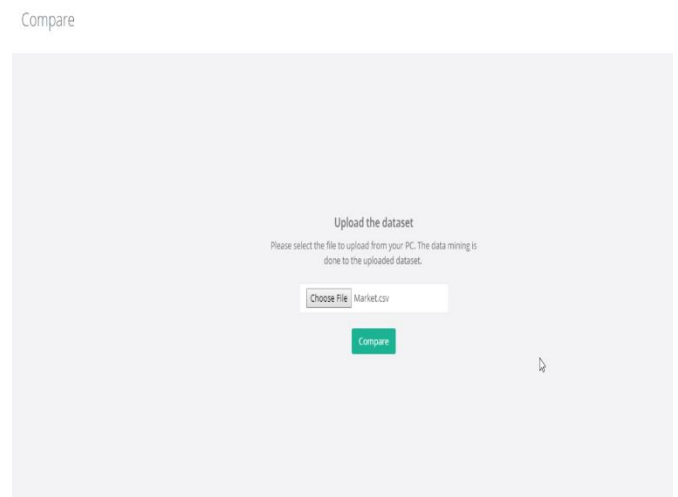 Compare
Upload the dataset
Please select the file to upload from your PC. The data mining is
done to the uploaded dataset.
Choose File Market.csv
Compare